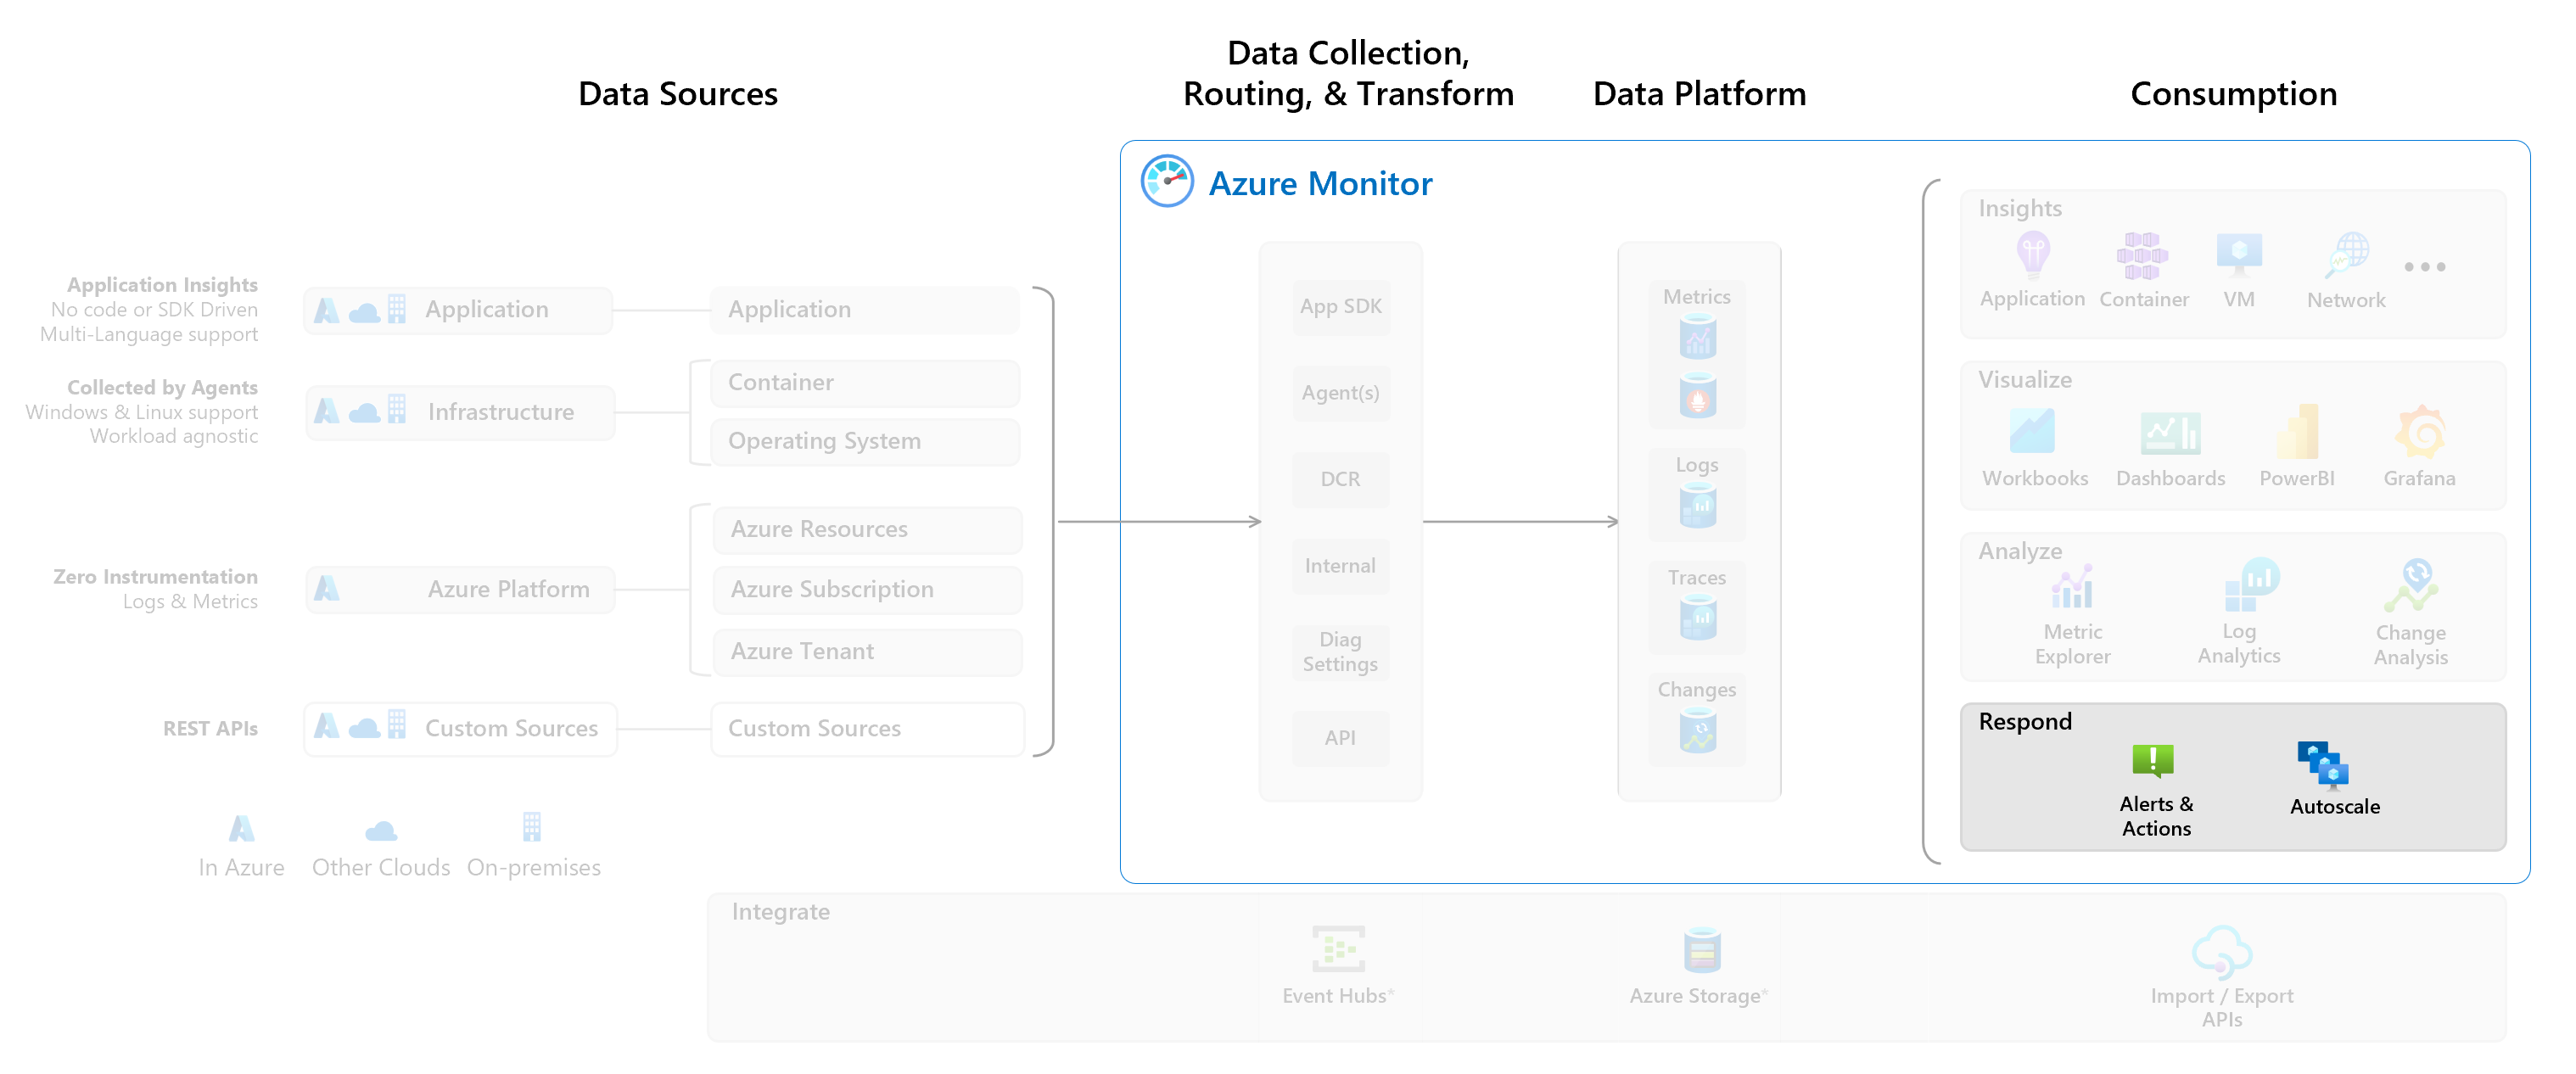 Data Sources
Data Collection,
Routing, & Transform
Data Platform
Consumption
Azure Monitor
Application Insights
No code or SDK Driven
Multi-Language support
Application
Application
Collected by Agents
Windows & Linux support
Workload agnostic
Infrastructure
Container
Operating System
Zero Instrumentation
Logs & Metrics
Azure Platform
Azure Resources
Azure Subscription
Azure Tenant
REST APIs
Custom Sources
Custom Sources
In Azure
Other Clouds
On-premises
App SDK
Agent(s)
DCR
Internal
Diag
Settings
API
Metrics
Logs
Traces
Changes
Insights
Application
Container
VM
Network
Visualize
Workbooks
Dashboards
PowerBI
Grafana
Analyze
Metric
Explorer
Log
Analytics
Change
Analysis
Respond
Alerts &
Actions
Autoscale
Integrate
Event Hubs*
Azure Storage*
Import / Export
APIs